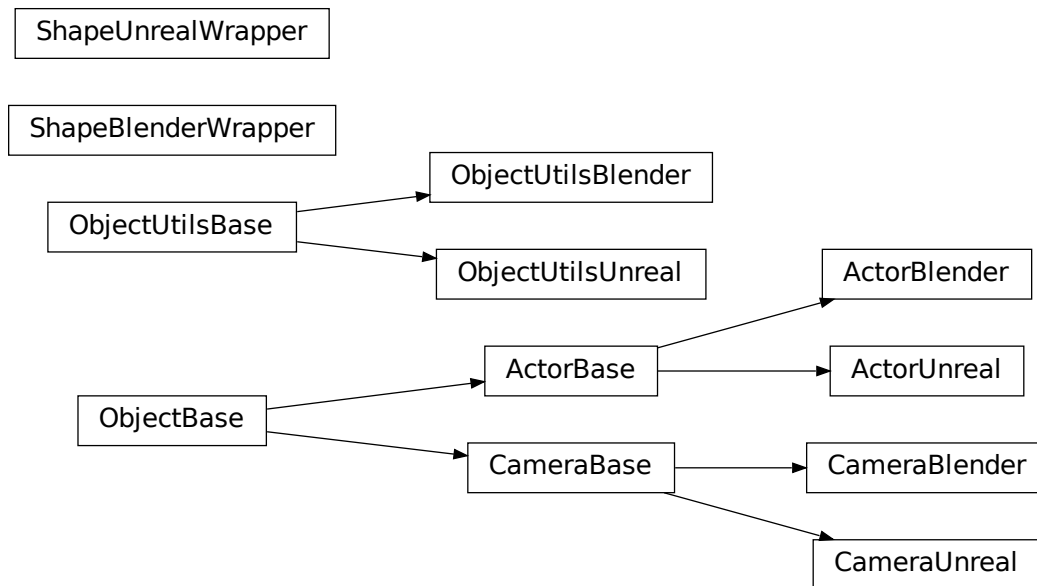 ShapeUnrealWrapper
ShapeBlenderWrapper
ObjectUtilsBase
ObjectUtilsBlender
ObjectUtilsUnreal
ObjectBase
ActorBase
CameraBase
ActorBlender
ActorUnreal
CameraBlender
CameraUnreal